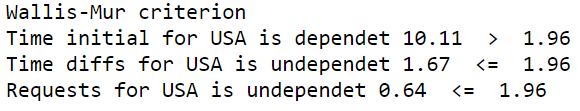 Wallis-Mur criterion
Time initial for USA is dependet 10.11  >  1.96
Time diffs for USA is undependet 1.67  <=  1.96
Requests for USA is undependet 0.64  <=  1.96